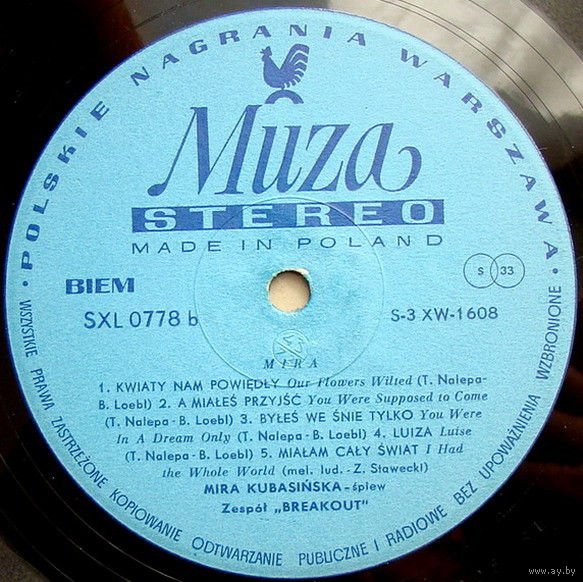 • POLSKIE NAGRANIA WARSZAWA •
Muza
STEREO
MADE IN POLAND
BIEM
S 33
SXL 0778 b
S-3 XW-1608
MIRA
1. KWIATY NAM POWIĘDŁY Our Flowers Wilted (T. Nalepa-
B. Loebl) 2. A MIAŁEŚ PRZYJŚĆ You Were Supposed to Come
(T. Nalepa - B. Loebl) 3. BYŁEŚ WE ŚNIE TYLKO You Were
In A Dream Only (T. Nalepa - B. Loebl) 4. LUIZA Luise
(T. Nalepa - B. Loebl) 5. MIAŁAM CAŁY ŚWIAT I Had
the Whole World (mel. lud. - Z. Stawecki)
MIRA KUBASIŃSKA - śpiew
Zespół „BREAKOUT"
WSZYSTKIE PRAWA ZASTRZEŻONE KOPIOWANIE ODTWARZANIE PUBLICZNE I RADIOWE BEZ UPOWAŻNIENIA WZBRONIONE
www.ay.by